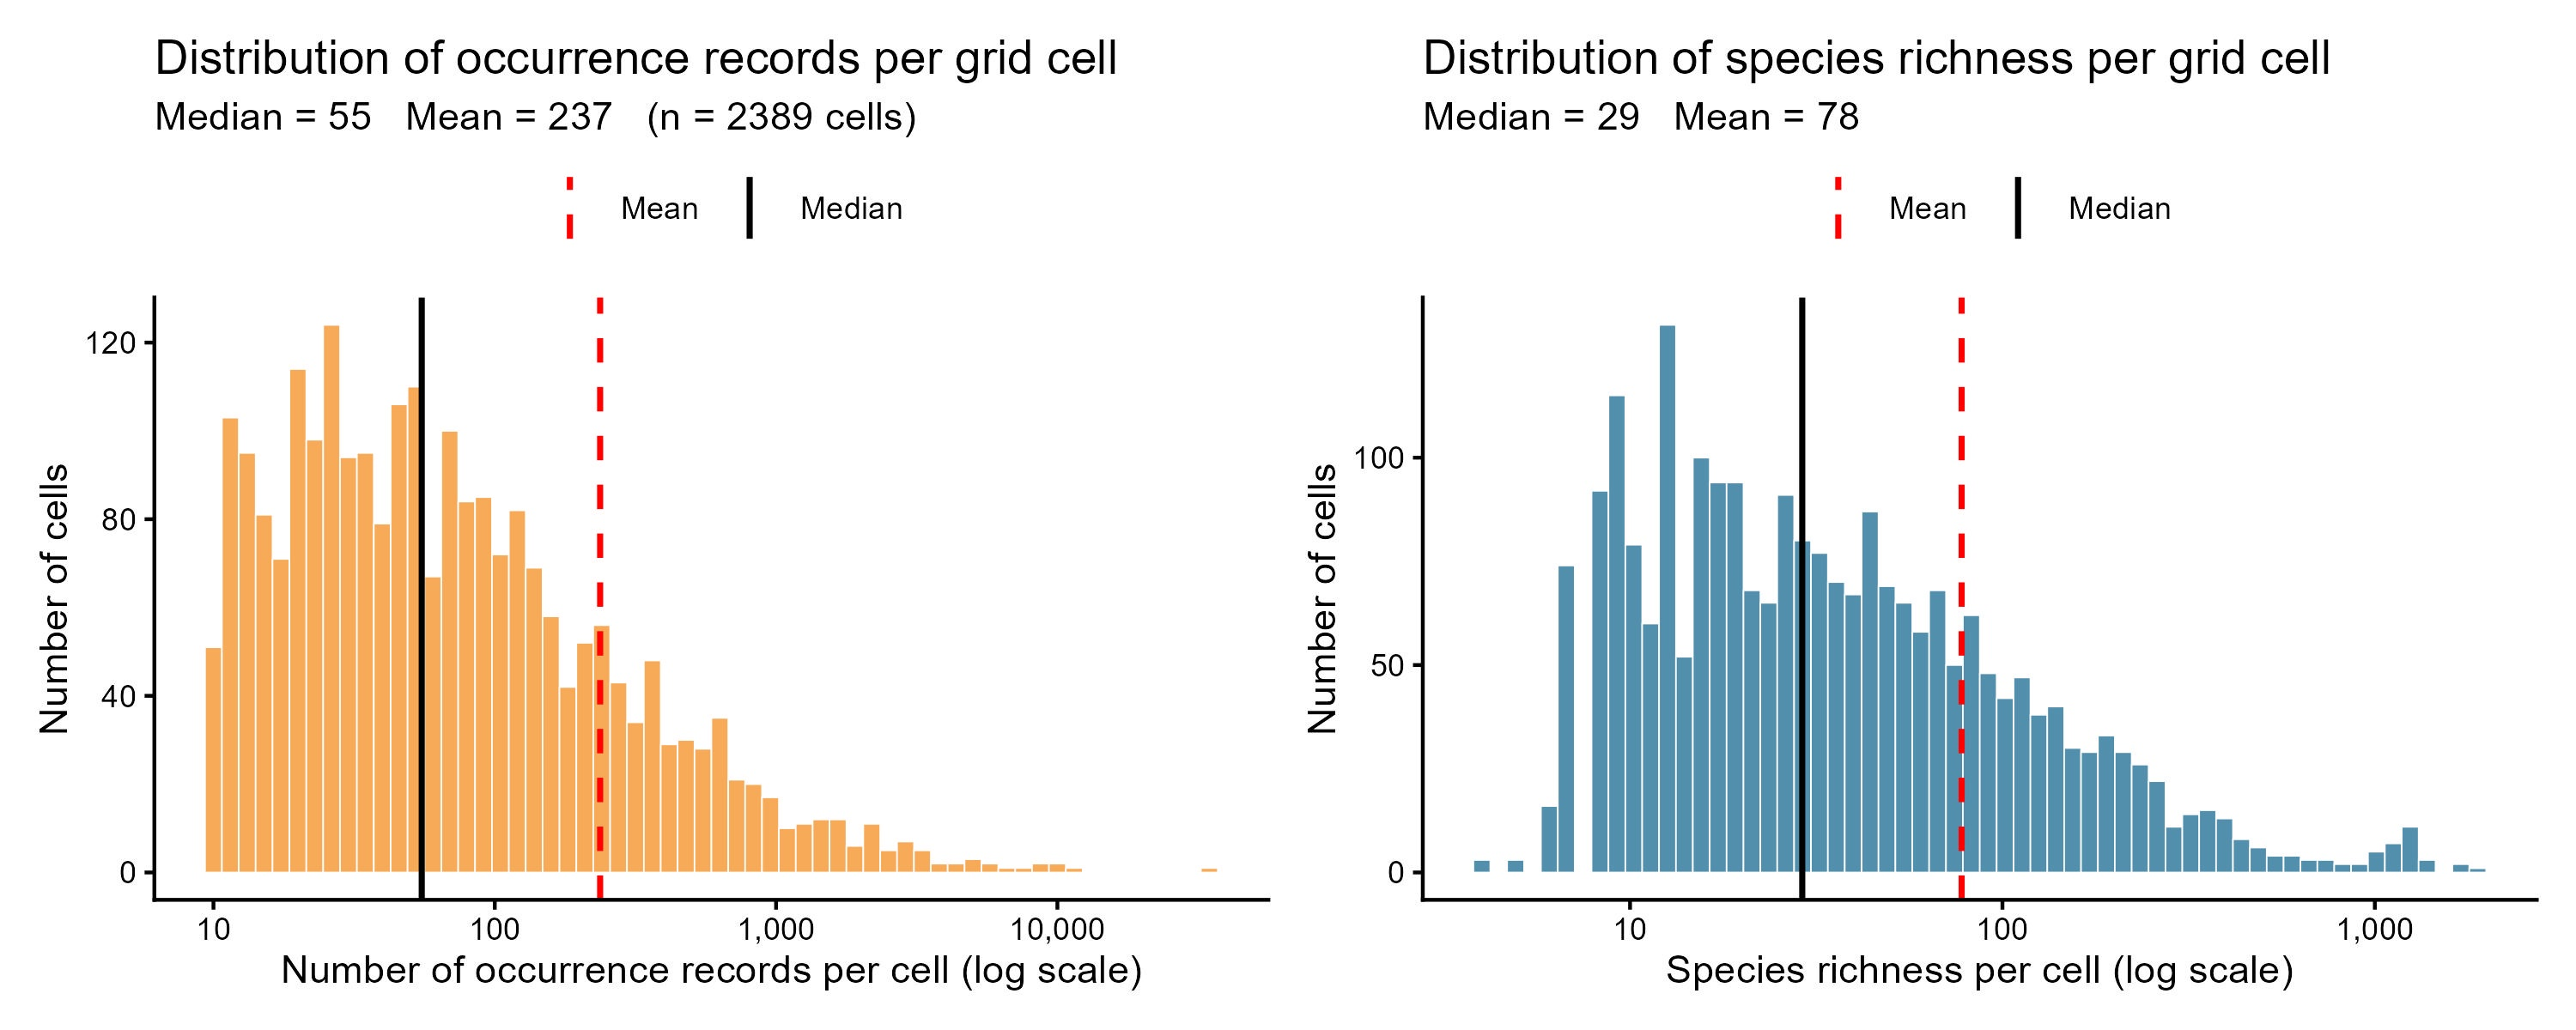 Distribution of occurrence records per grid cell
Median = 55   Mean = 237   (n = 2389 cells)
Mean
Median
120
80
40
0
Number of cells
10
100
1,000
10,000
Number of occurrence records per cell (log scale)
Distribution of species richness per grid cell
Median = 29   Mean = 78
Mean
Median
100
50
0
Number of cells
10
100
1,000
Species richness per cell (log scale)